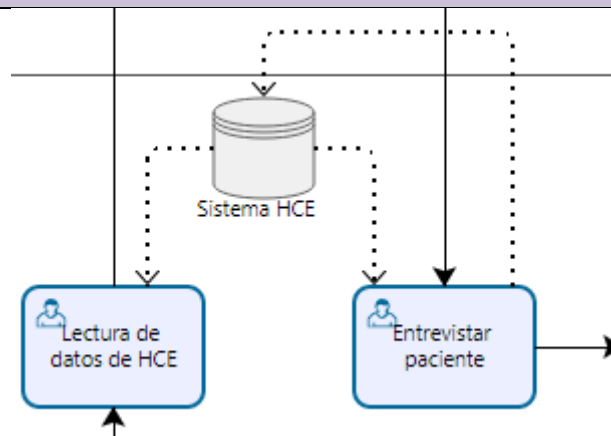 Sistema HCE
Lectura de
datos de HCE
Entrevistar
paciente